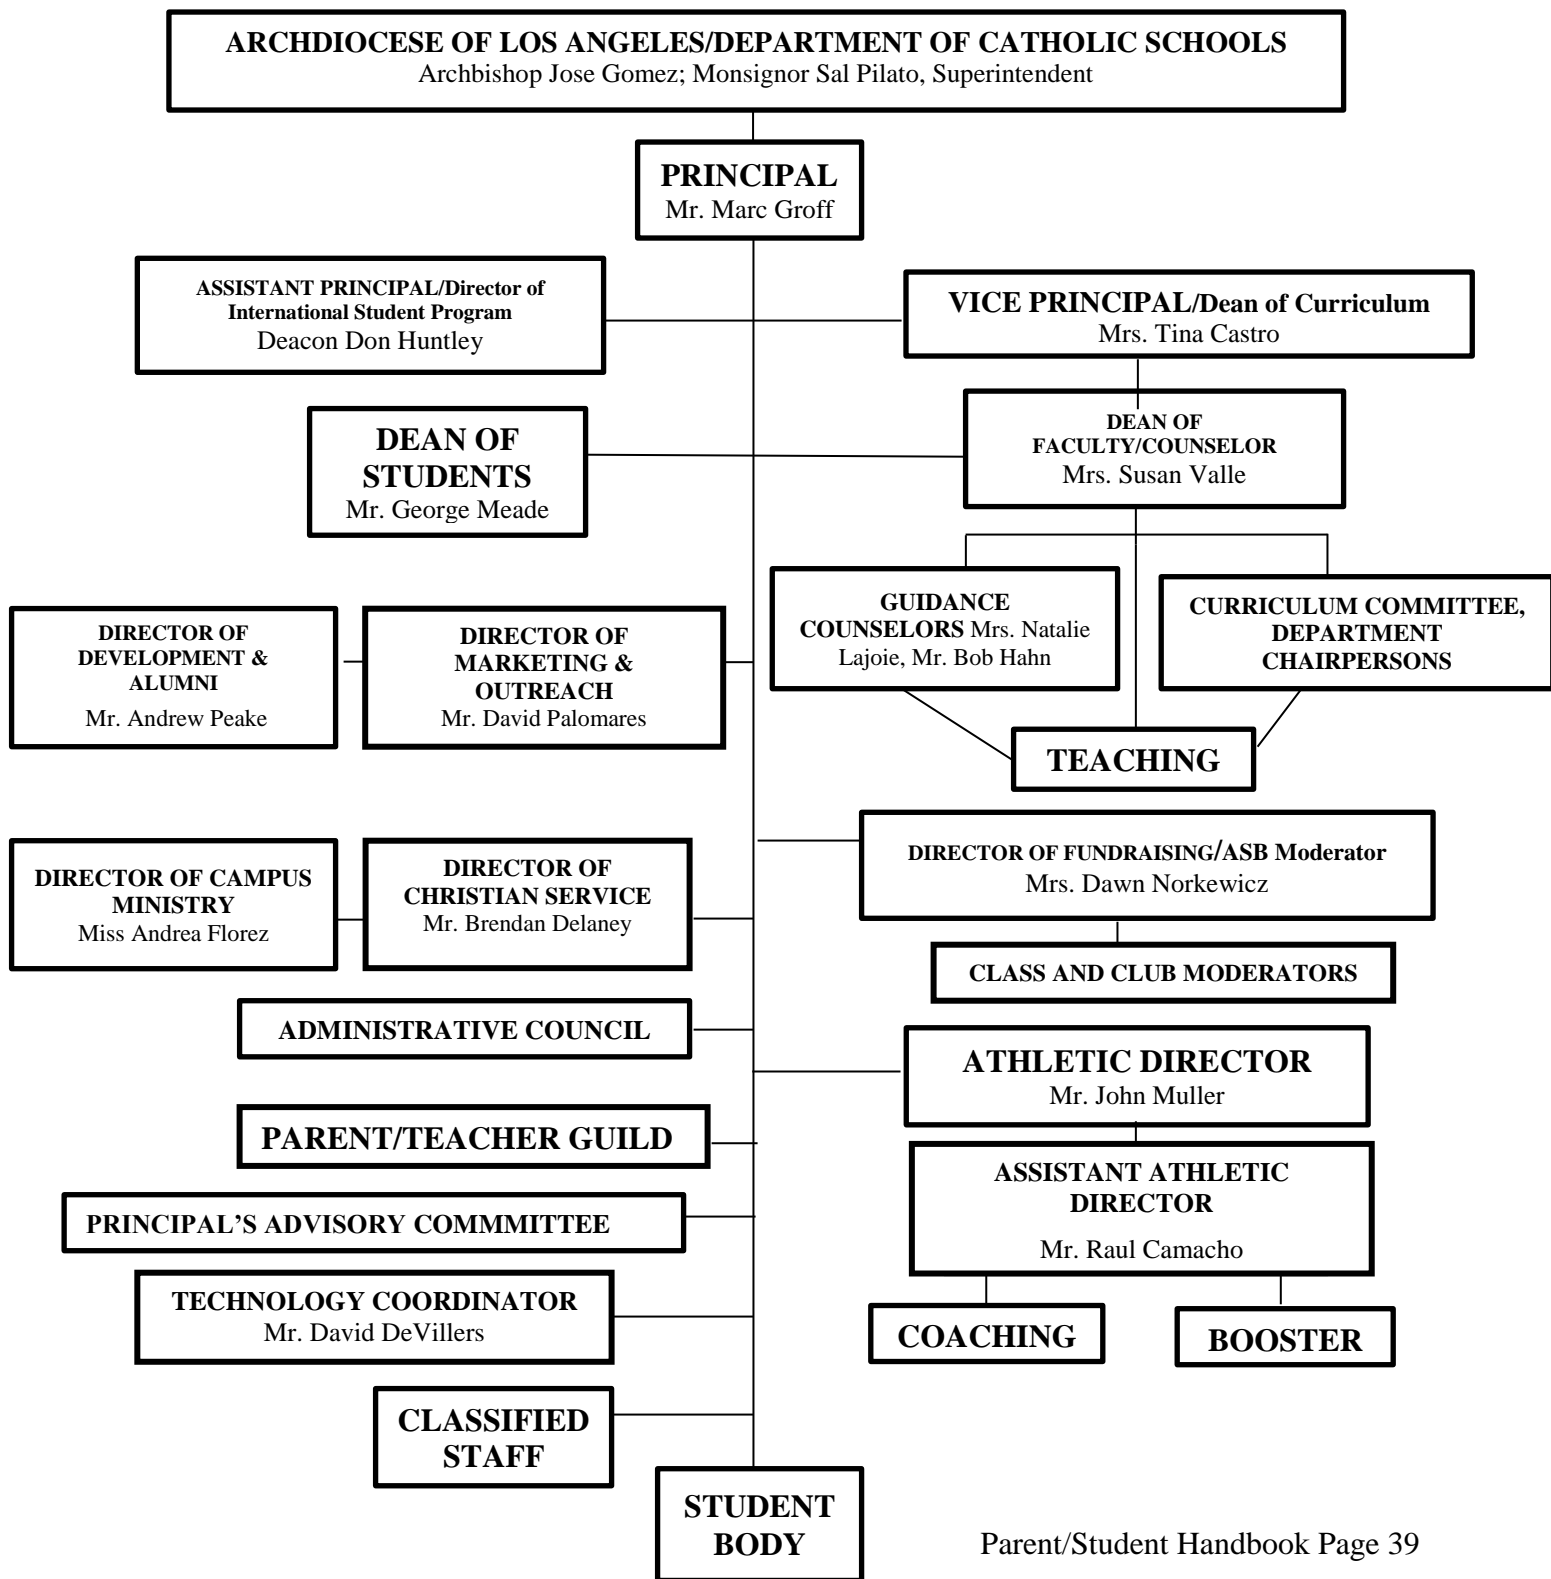 ARCHDIOCESE OF LOS ANGELES/DEPARTMENT OF CATHOLIC SCHOOLS
Archbishop Jose Gomez; Monsignor Sal Pilato, Superintendent
PRINCIPAL
Mr. Marc Groff
ASSISTANT PRINCIPAL/Director of
International Student Program
Deacon Don Huntley
VICE PRINCIPAL/Dean of Curriculum
Mrs. Tina Castro
DEAN OF
STUDENTS
Mr. George Meade
DEAN OF
FACULTY/COUNSELOR
Mrs. Susan Valle
GUIDANCE
COUNSELORS Mrs. Natalie
Lajoie, Mr. Bob Hahn
CURRICULUM COMMITTEE,
DEPARTMENT
CHAIRPERSONS
DIRECTOR OF
DEVELOPMENT &
ALUMNI
Mr. Andrew Peake
DIRECTOR OF
MARKETING &
OUTREACH
Mr. David Palomares
TEACHING
DIRECTOR OF CAMPUS
MINISTRY
Miss Andrea Florez
DIRECTOR OF
CHRISTIAN SERVICE
Mr. Brendan Delaney
DIRECTOR OF FUNDRAISING/ASB Moderator
Mrs. Dawn Norkewicz
CLASS AND CLUB MODERATORS
ADMINISTRATIVE COUNCIL
ATHLETIC DIRECTOR
Mr. John Muller
PARENT/TEACHER GUILD
ASSISTANT ATHLETIC
DIRECTOR
Mr. Raul Camacho
PRINCIPAL’S ADVISORY COMMMITTEE
TECHNOLOGY COORDINATOR
Mr. David DeVillers
COACHING
BOOSTER
CLASSIFIED
STAFF
STUDENT
BODY
Parent/Student Handbook Page 39